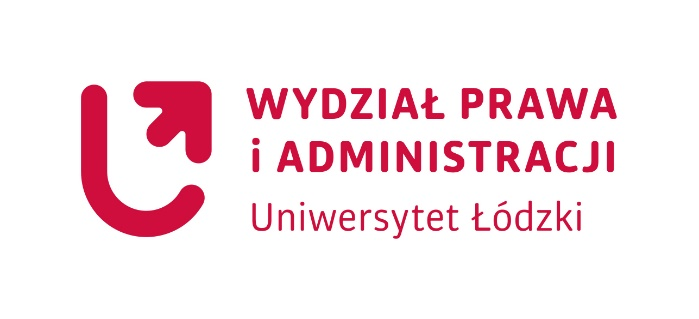 WYDZIAŁ PRAWA
i ADMINISTRACJI
Uniwersytet Łódzki